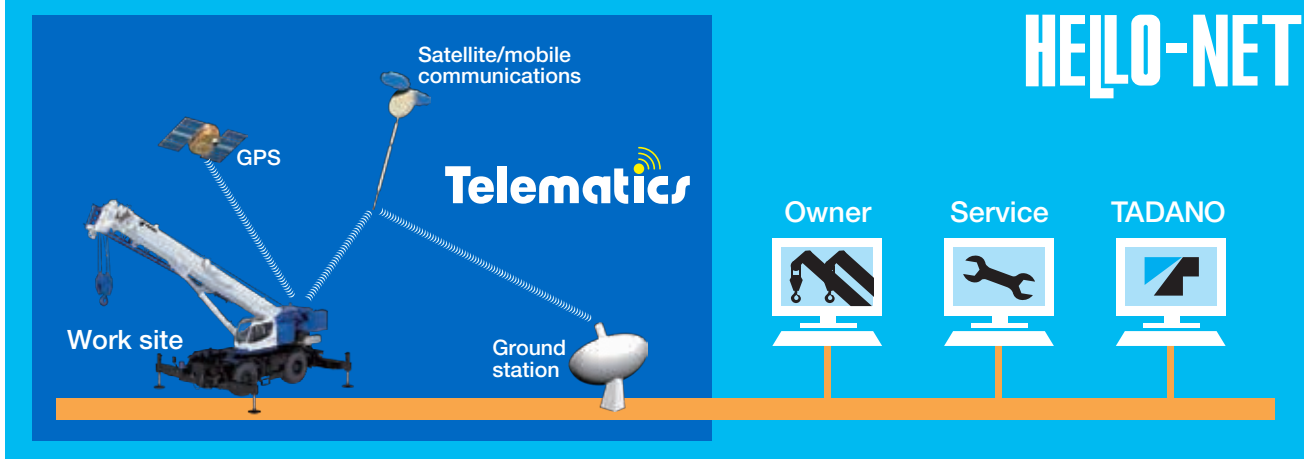 HELLO-NET
Satellite/mobile
communications
GPS
Telematics
Owner
Service
TADANO
Work site
Ground
station